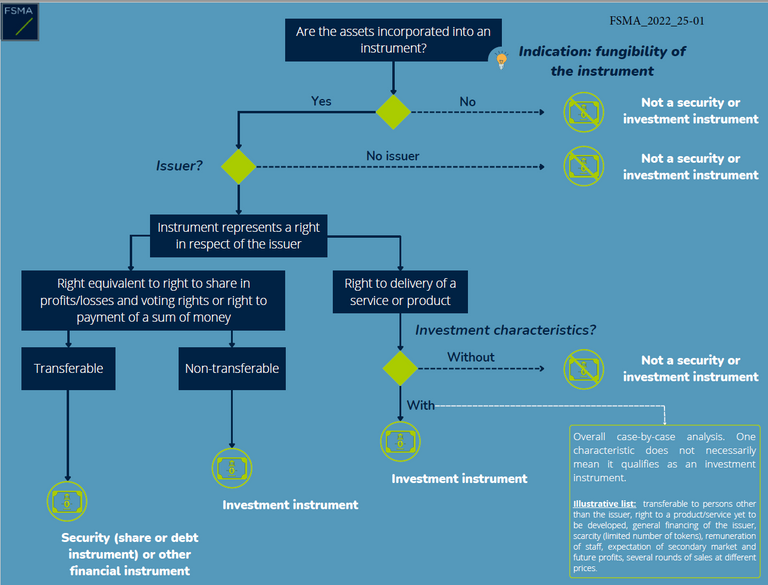 FSMA
FSMA_2022_25-01
Are the assets incorporated into an
instrument?
Indication: fungibility of
the instrument
Yes
No
Not a security or
investment instrument
Issuer?
No issuer
Not a security or
investment instrument
Instrument represents a right
in respect of the issuer
Right equivalent to right to share in
profits/losses and voting rights or right to
payment of a sum of money
Right to delivery of a
service or product
Investment characteristics?
Transferable
Non-transferable
Without
Not a security or
investment instrument
With
Investment instrument
Investment instrument
Security (share or debt
instrument) or other
financial instrument
Overall case-by-case analysis. One
characteristic does not necessarily
mean it qualifies as an investment
instrument.
Illustrative list: transferable to persons other
than the issuer, right to a product/service yet to
be developed, general financing of the issuer,
scarcity (limited number of tokens), remuneration
of staff, expectation of secondary market and
future profits, several rounds of sales at different
prices.